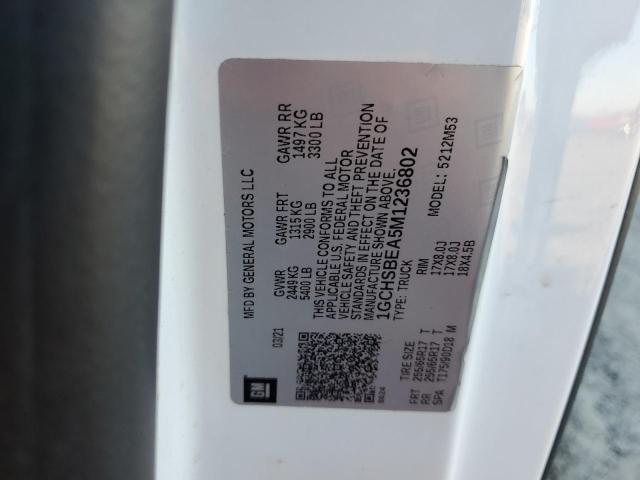 MFD BY GENERAL MOTORS LLC
03/21
GVWR GAWR FRT GAWR RR
2449 KG 1315 KG 1497 KG
5400 LB 2900 LB 3300 LB
THIS VEHICLE CONFORMS TO ALL
APPLICABLE U.S. FEDERAL MOTOR
VEHICLE SAFETY AND THEFT PREVENTION
STANDARDS IN EFFECT ON THE DATE OF
MANUFACTURE SHOWN ABOVE.
1GCHSBEA5M1236802
TYPE: TRUCK MODEL: 5212M53
TIRE SIZE RIM
FRT 255/65R17 T 17X8.0J
RR 255/65R17 T 17X8.0J
SPA T175/90D18 M 18X4.5B
GM